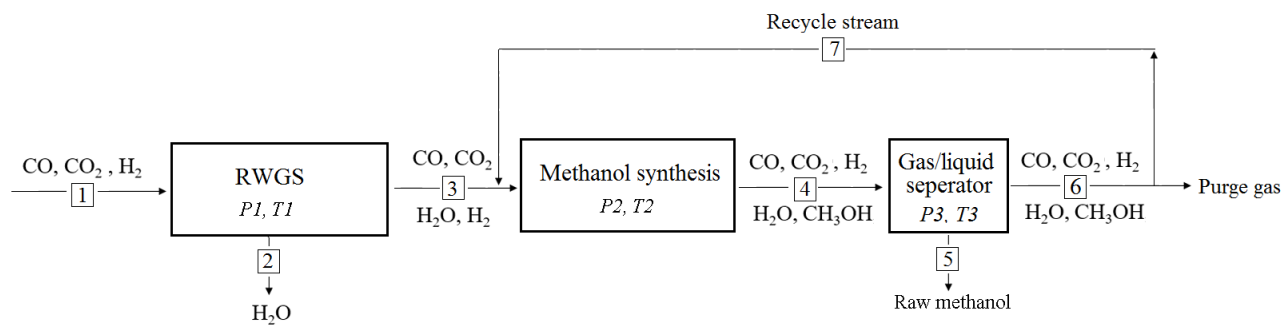 Recycle stream
7
CO, CO₂ , H₂
1
RWGS
P1, T1
2
H₂O
CO, CO₂
3
H₂O, H₂
Methanol synthesis
P2, T2
CO, CO₂ , H₂
4
H₂O, CH₃OH
Gas/liquid
seperator
P3, T3
5
Raw methanol
CO, CO₂ , H₂
6
H₂O, CH₃OH
Purge gas